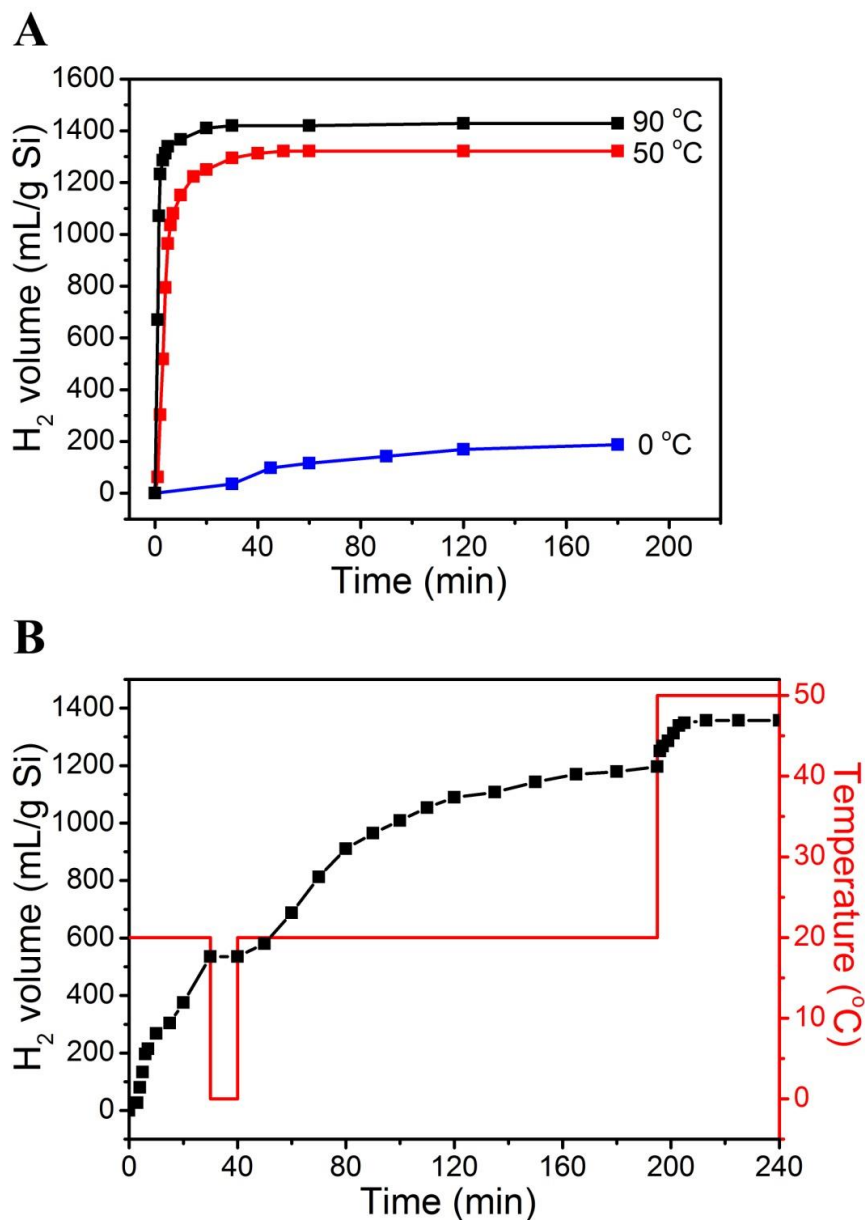 A
1600
1400
1200
1000
800
600
400
200
0
H₂ volume (mL/g Si)
90 °C
50 °C
0 °C
0 40 80 120 160 200
Time (min)
B
1400
1200
1000
800
600
400
200
0
H₂ volume (mL/g Si)
50
40
30
20
10
0
Temperature (°C)
0 40 80 120 160 200 240
Time (min)